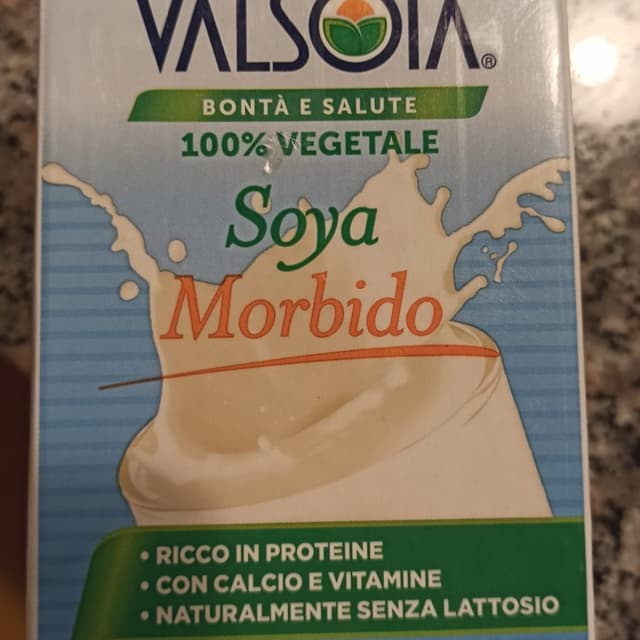 VALSOIA®
BONTÀ E SALUTE
100% VEGETALE
Soya
Morbido
• RICCO IN PROTEINE
• CON CALCIO E VITAMINE
• NATURALMENTE SENZA LATTOSIO